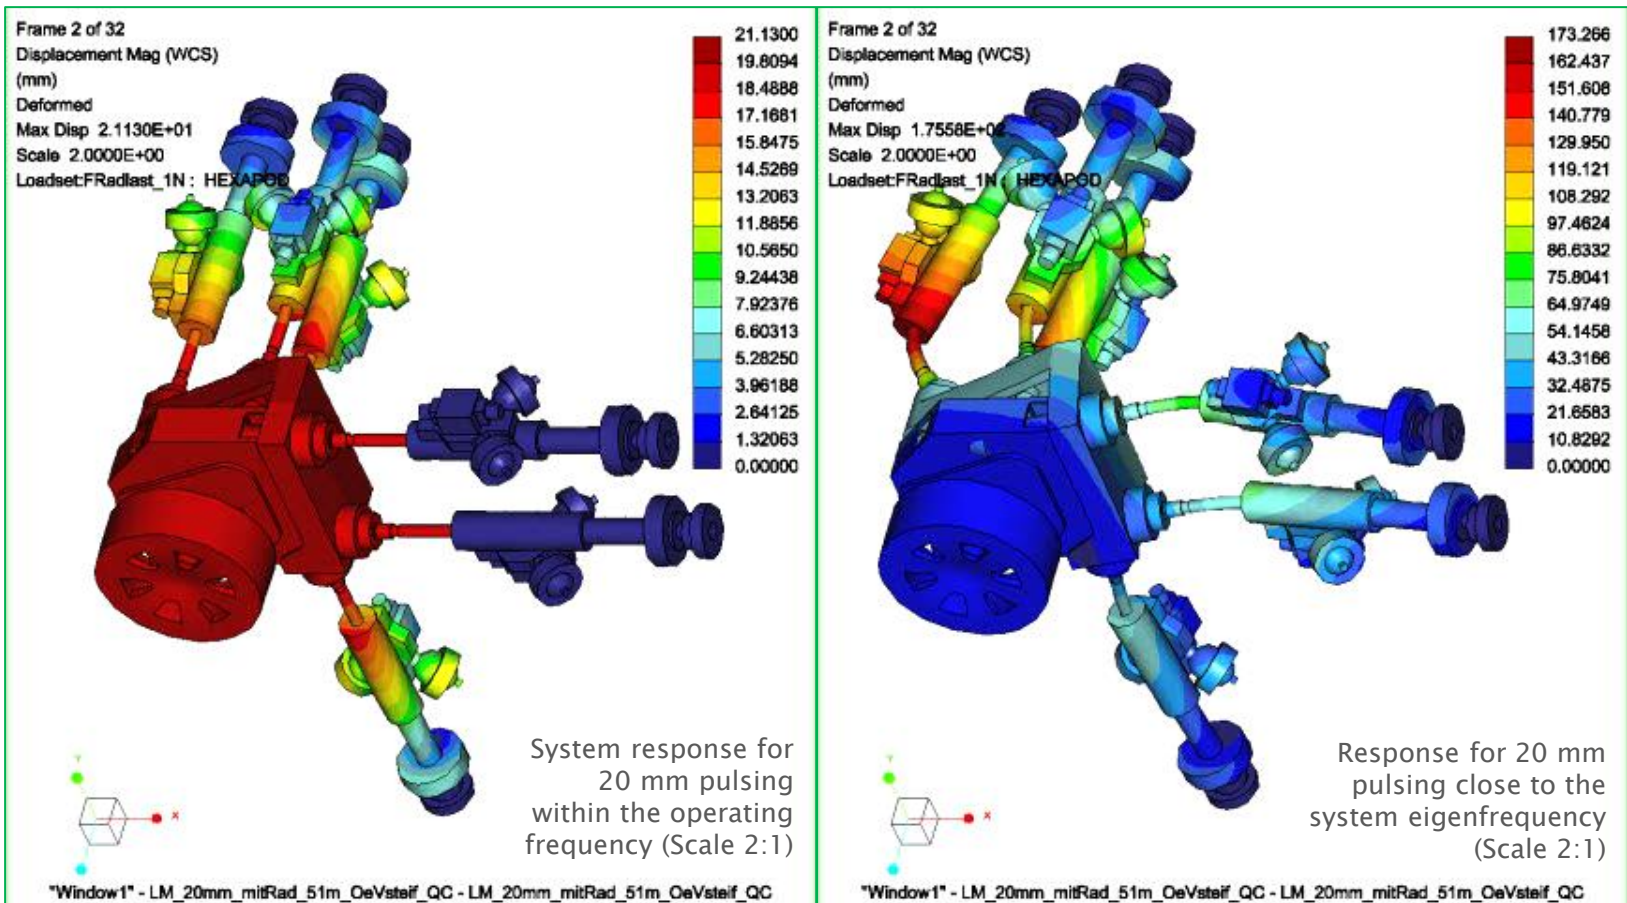 Frame 2 of 32
Displacement Mag (WCS)
(mm)
Deformed
Max Disp 2.1130E+01
Scale 2.0000E+00
Loadset:FRadlast_1N : HEXAPOD
21.1300
19.8094
18.4888
17.1681
15.8475
14.5269
13.2063
11.8856
10.5650
9.24438
7.92376
6.60313
5.28250
3.96188
2.64125
1.32063
0.00000
System response for
20 mm pulsing
within the operating
frequency (Scale 2:1)
Y
X
"Window1" - LM_20mm_mitRad_51m_OeVsteif_QC - LM_20mm_mitRad_51m_OeVsteif_QC
Frame 2 of 32
Displacement Mag (WCS)
(mm)
Deformed
Max Disp 1.7558E+02
Scale 2.0000E+00
Loadset:FRadlast_1N : HEXAPOD
173.266
162.437
151.608
140.779
129.950
119.121
108.292
97.4624
86.6332
75.8041
64.9749
54.1458
43.3166
32.4875
21.6583
10.8292
0.00000
Response for 20 mm
pulsing close to the
system eigenfrequency
(Scale 2:1)
Y
X
"Window1" - LM_20mm_mitRad_51m_OeVsteif_QC - LM_20mm_mitRad_51m_OeVsteif_QC